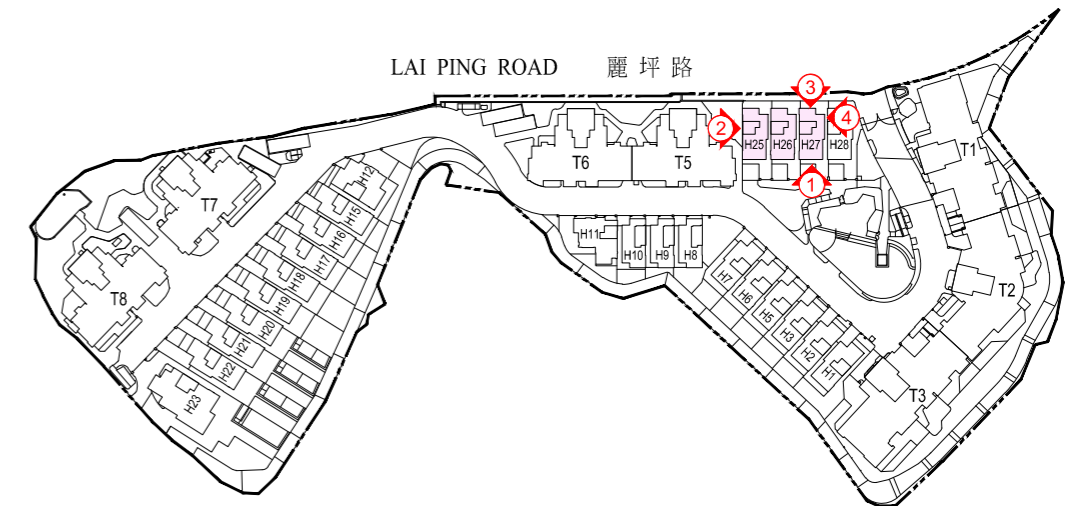 LAI PING ROAD 麗坪路
3
2
4
1
H25
H26
H27
H28
T6
T5
T1
T7
T8
T2
T3
H12
H15
H16
H17
H18
H19
H20
H21
H22
H23
H11
H10
H9
H8
H7
H6
H5
H3
H2
H1